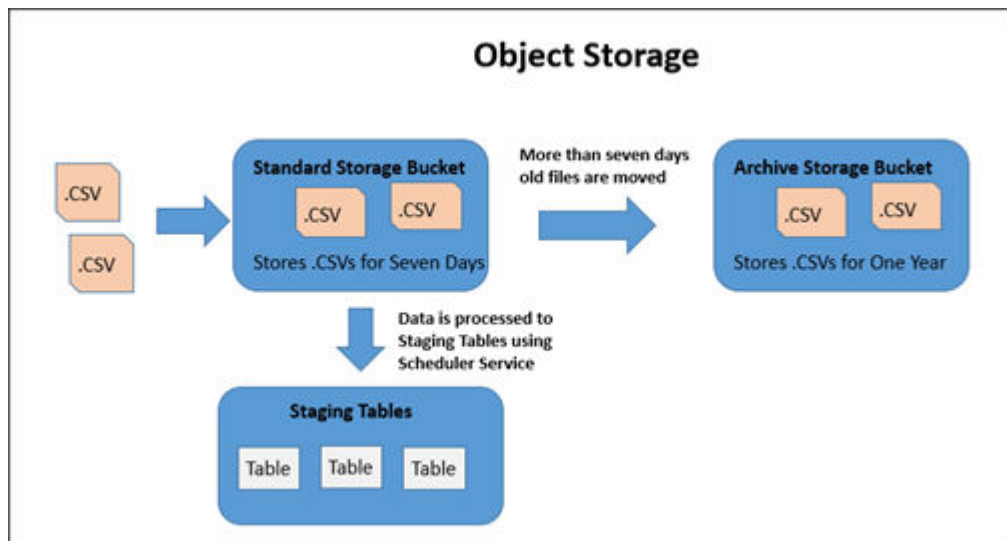 Object Storage
.CSV
.CSV
Standard Storage Bucket
.CSV
.CSV
Stores .CSVs for Seven Days
More than seven days
old files are moved
Archive Storage Bucket
.CSV
.CSV
Stores .CSVs for One Year
Data is processed to
Staging Tables using
Scheduler Service
Staging Tables
Table
Table
Table